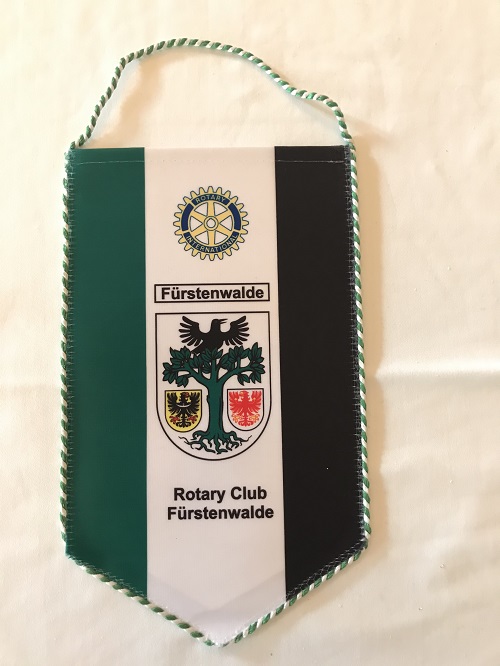 ROTARY
INTERNATIONAL
Fürstenwalde
Rotary Club
Fürstenwalde